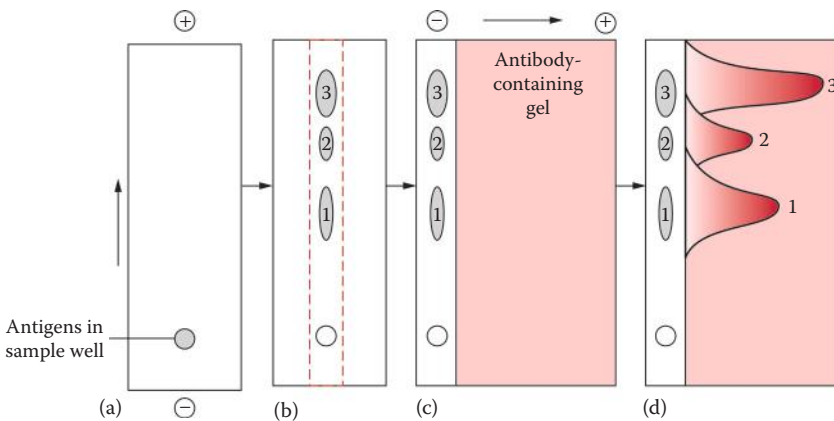 +
− +
Antibody-
containing
gel
3 3 3 3
2 2 2 2
1 1 1 1
Antigens in
sample well
(a) − (b) (c) (d)